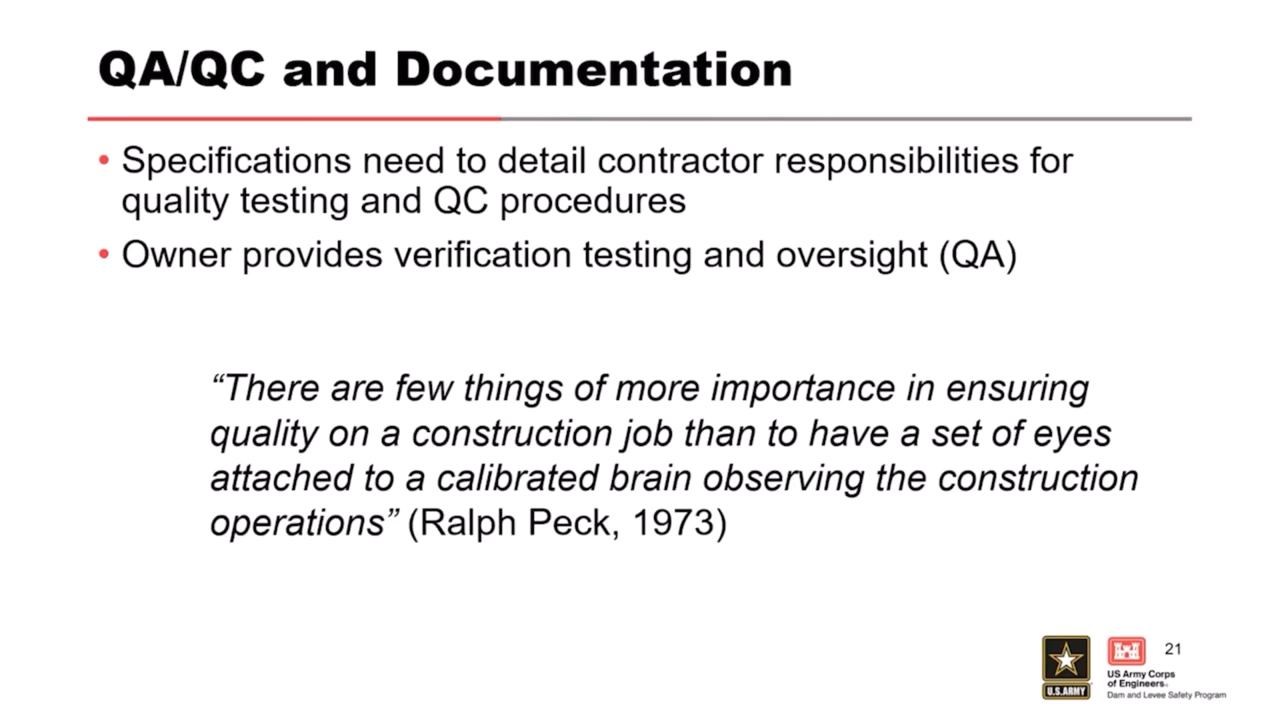 QA/QC and Documentation
• Specifications need to detail contractor responsibilities for
quality testing and QC procedures
• Owner provides verification testing and oversight (QA)
“There are few things of more importance in ensuring
quality on a construction job than to have a set of eyes
attached to a calibrated brain observing the construction
operations” (Ralph Peck, 1973)
21
U.S.ARMY
US Army Corps
of Engineers
Dam and Levee Safety Program